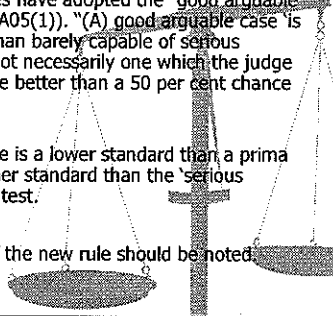 es have adopted the 'good arguable
A05(1)). "(A) good arguable case 'is
han barely capable of serious
ot necessarily one which the judge
e better than a 50 per cent chance
e is a lower standard than a prima
er standard than the 'serious
test.
the new rule should be noted.